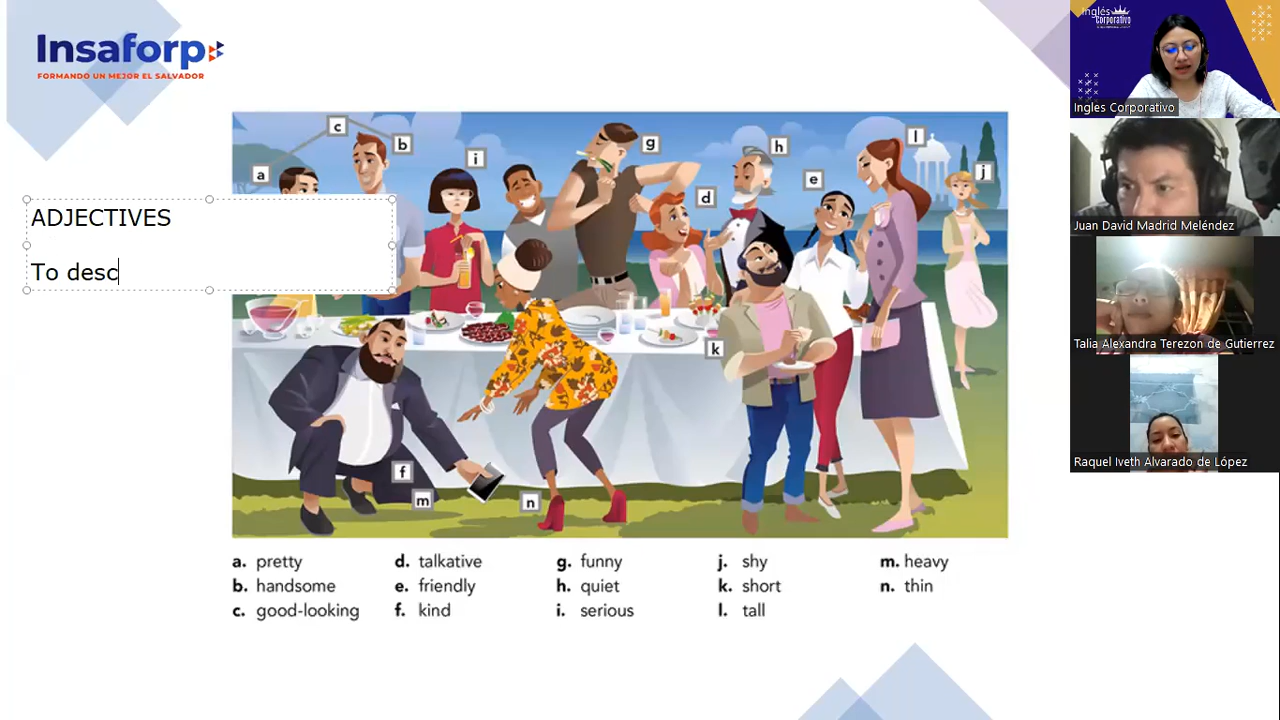 Insaforp
FORMANDO UN MEJOR EL SALVADOR
ADJECTIVES
To desc
a
c
b
i
g
h
l
d
e
j
k
f
m
n
a. pretty
b. handsome
c. good-looking
d. talkative
e. friendly
f. kind
g. funny
h. quiet
i. serious
j. shy
k. short
l. tall
m. heavy
n. thin
Inglés
Corporativo
Ingles Corporativo
Juan David Madrid Meléndez
Talia Alexandra Terezon de Gutierrez
Raquel Iveth Alvarado de López